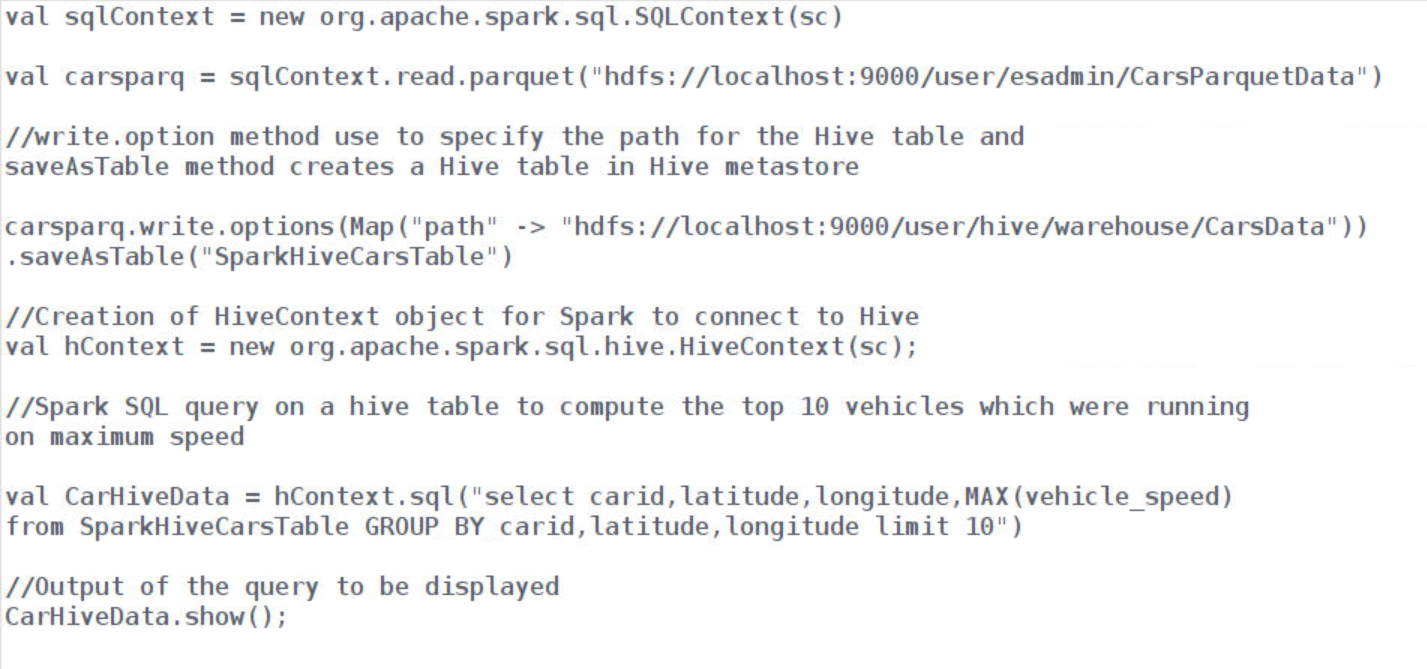 val sqlContext = new org.apache.spark.sql.SQLContext(sc)
val carsparq = sqlContext.read.parquet("hdfs://localhost:9000/user/esadmin/CarsParquetData")
//write.option method use to specify the path for the Hive table and
saveAsTable method creates a Hive table in Hive metastore
carsparq.write.options(Map("path" -> "hdfs://localhost:9000/user/hive/warehouse/CarsData"))
.saveAsTable("SparkHiveCarsTable")
//Creation of HiveContext object for Spark to connect to Hive
val hContext = new org.apache.spark.sql.hive.HiveContext(sc);
//Spark SQL query on a hive table to compute the top 10 vehicles which were running
on maximum speed
val CarHiveData = hContext.sql("select carid,latitude,longitude,MAX(vehicle_speed)
from SparkHiveCarsTable GROUP BY carid,latitude,longitude limit 10")
//Output of the query to be displayed
CarHiveData.show();